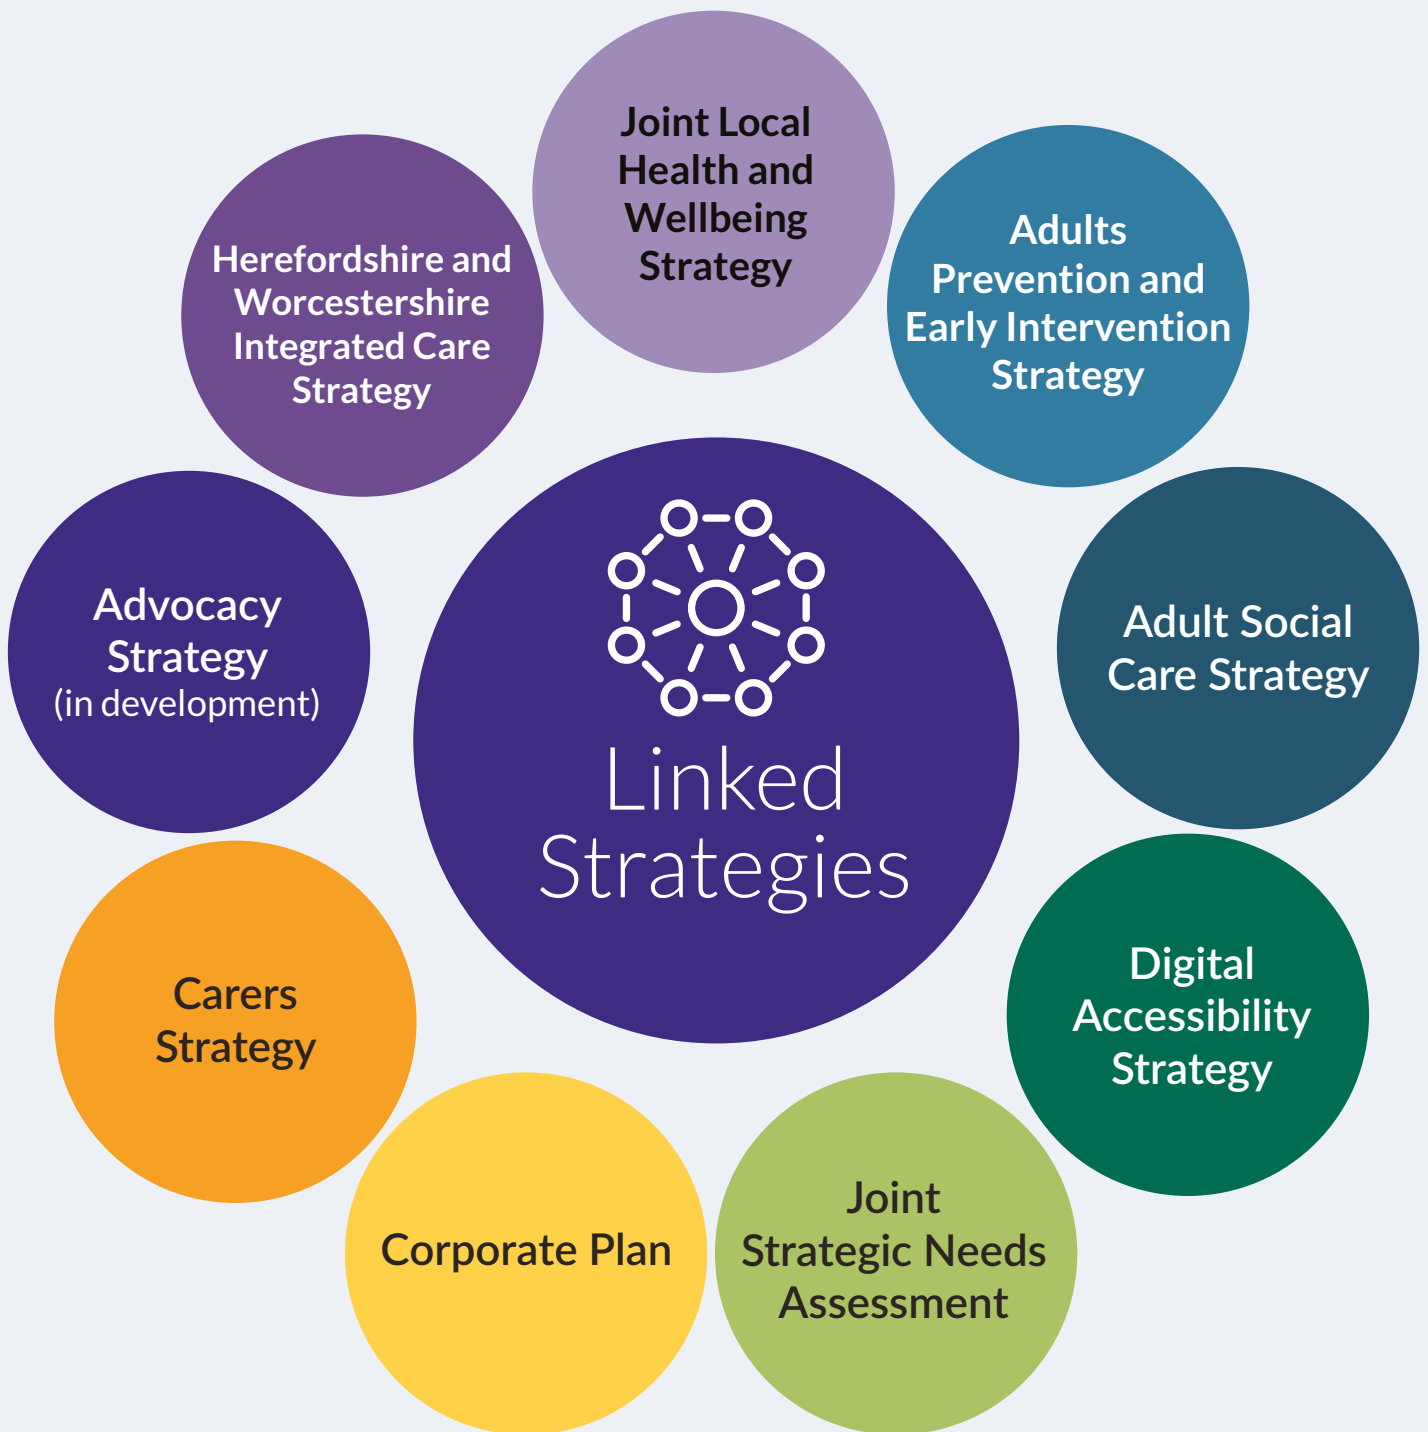 Joint Local
Health and
Wellbeing
Strategy
Adults
Prevention and
Early Intervention
Strategy
Adult Social
Care Strategy
Digital
Accessibility
Strategy
Joint
Strategic Needs
Assessment
Corporate Plan
Carers
Strategy
Advocacy
Strategy
(in development)
Herefordshire and
Worcestershire
Integrated Care
Strategy
Linked
Strategies